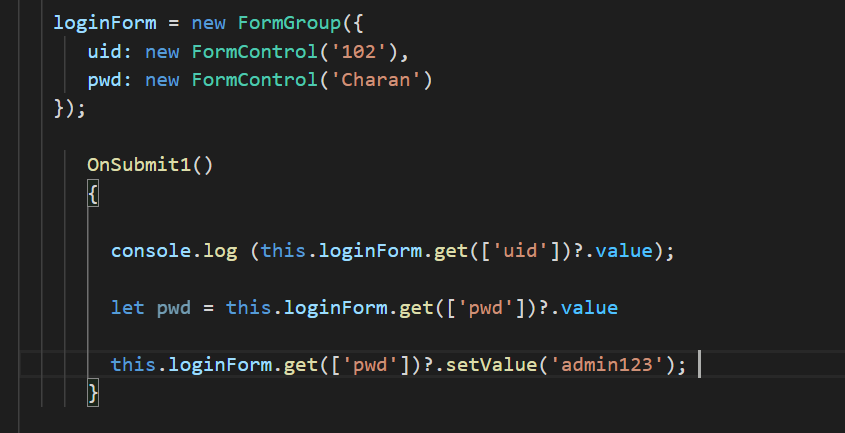 loginForm = new FormGroup({
uid: new FormControl('102'),
pwd: new FormControl('Charan')
});
OnSubmit1()
{
console.log (this.loginForm.get(['uid'])?.value);
let pwd = this.loginForm.get(['pwd'])?.value
this.loginForm.get(['pwd'])?.setValue('admin123');
}